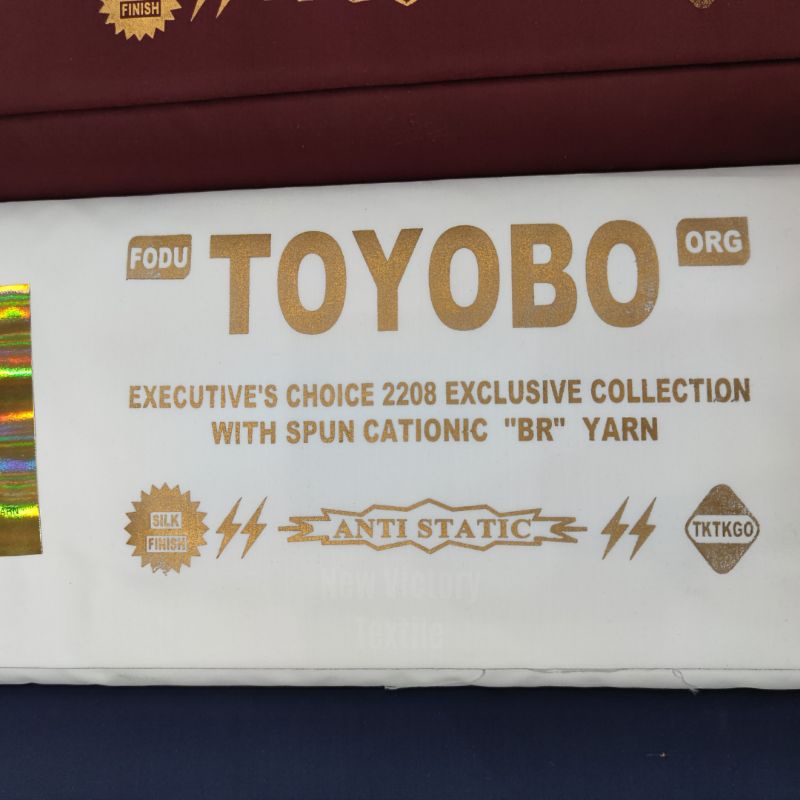 FINISH
FODU TOYOBO ORG
EXECUTIVE'S CHOICE 2208 EXCLUSIVE COLLECTION
WITH SPUN CATIONIC "BR" YARN
SILK
FINISH
ANTI STATIC
TKTKGO
New Victory
Textile